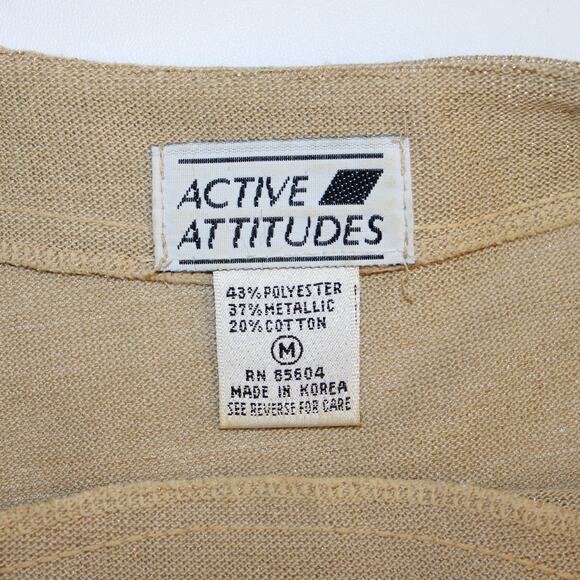 ACTIVE
ATTITUDES
43% POLYESTER
37% METALLIC
20% COTTON
M
RN 85604
MADE IN KOREA
SEE REVERSE FOR CARE